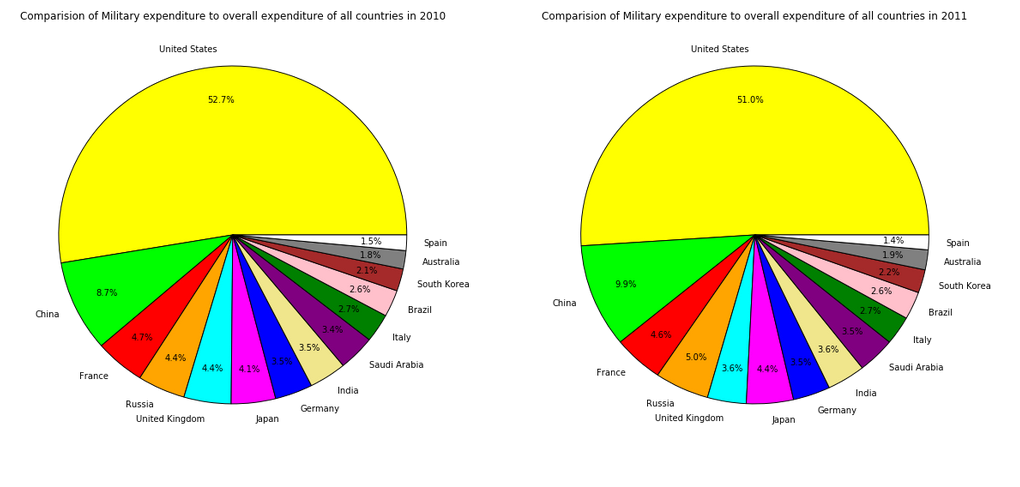 Comparision of Military expenditure to overall expenditure of all countries in 2010
United States
52.7%
China
8.7%
France
4.7%
Russia
4.4%
United Kingdom
4.4%
Japan
4.1%
Germany
3.5%
India
3.5%
Saudi Arabia
3.4%
Italy
2.7%
Brazil
2.6%
South Korea
2.1%
Australia
1.8%
Spain
1.5%
Comparision of Military expenditure to overall expenditure of all countries in 2011
United States
51.0%
China
9.9%
France
4.6%
Russia
5.0%
United Kingdom
3.6%
Japan
4.4%
Germany
3.5%
India
3.6%
Saudi Arabia
3.5%
Italy
2.7%
Brazil
2.6%
South Korea
2.2%
Australia
1.9%
Spain
1.4%